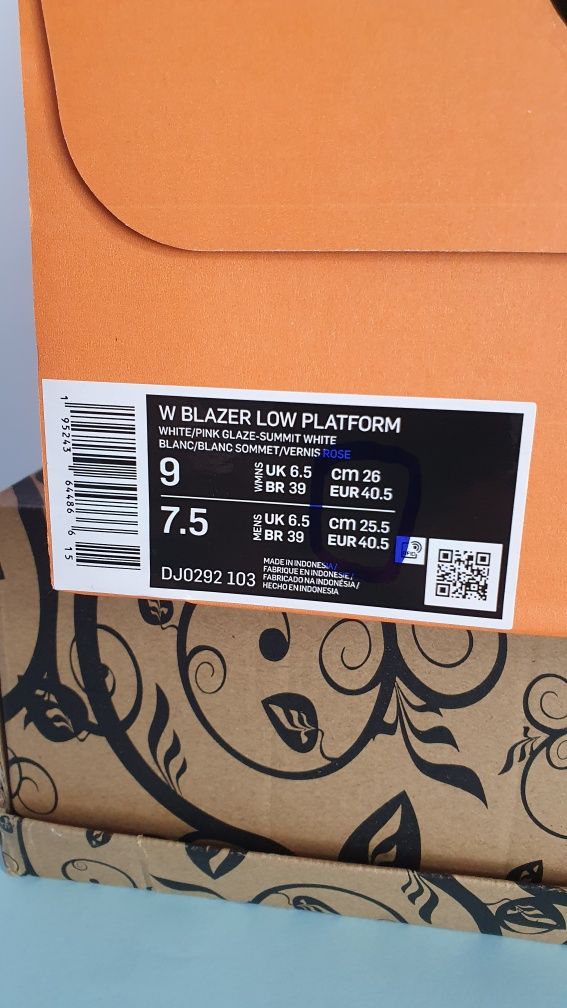 1 95243 64486 6 15
W BLAZER LOW PLATFORM
WHITE/PINK GLAZE-SUMMIT WHITE
BLANC/BLANC SOMMET/VERNIS ROSE
9 WMNS UK 6.5 cm 26
BR 39 EUR 40.5
7.5 MENS UK 6.5 cm 25.5
BR 39 EUR 40.5
DJ0292 103
MADE IN INDONESIA /
FABRIQUE EN INDONESIE /
FABRICADO NA INDONÉSIA /
HECHO EN INDONESIA